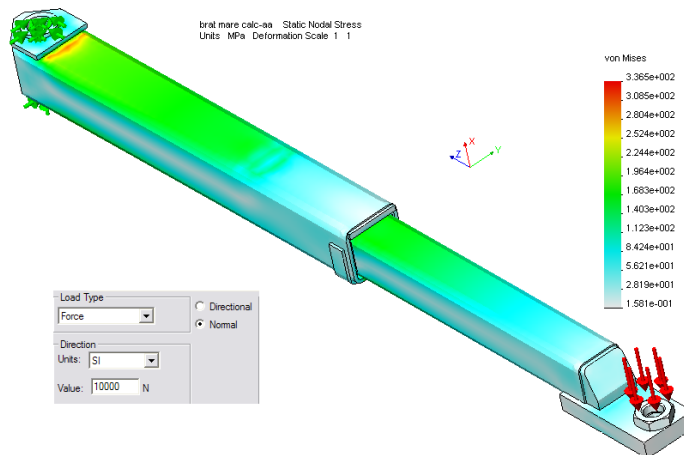 brat mare calc-aa Static Nodal Stress
Units MPa Deformation Scale 1 1
von Mises
3.365e+002
3.085e+002
2.804e+002
2.524e+002
2.244e+002
1.964e+002
1.683e+002
1.403e+002
1.123e+002
8.424e+001
5.621e+001
2.819e+001
1.581e-001
X
Y
Z
Load Type
Force
Directional
Normal
Direction
Units: SI
Value: 10000 N